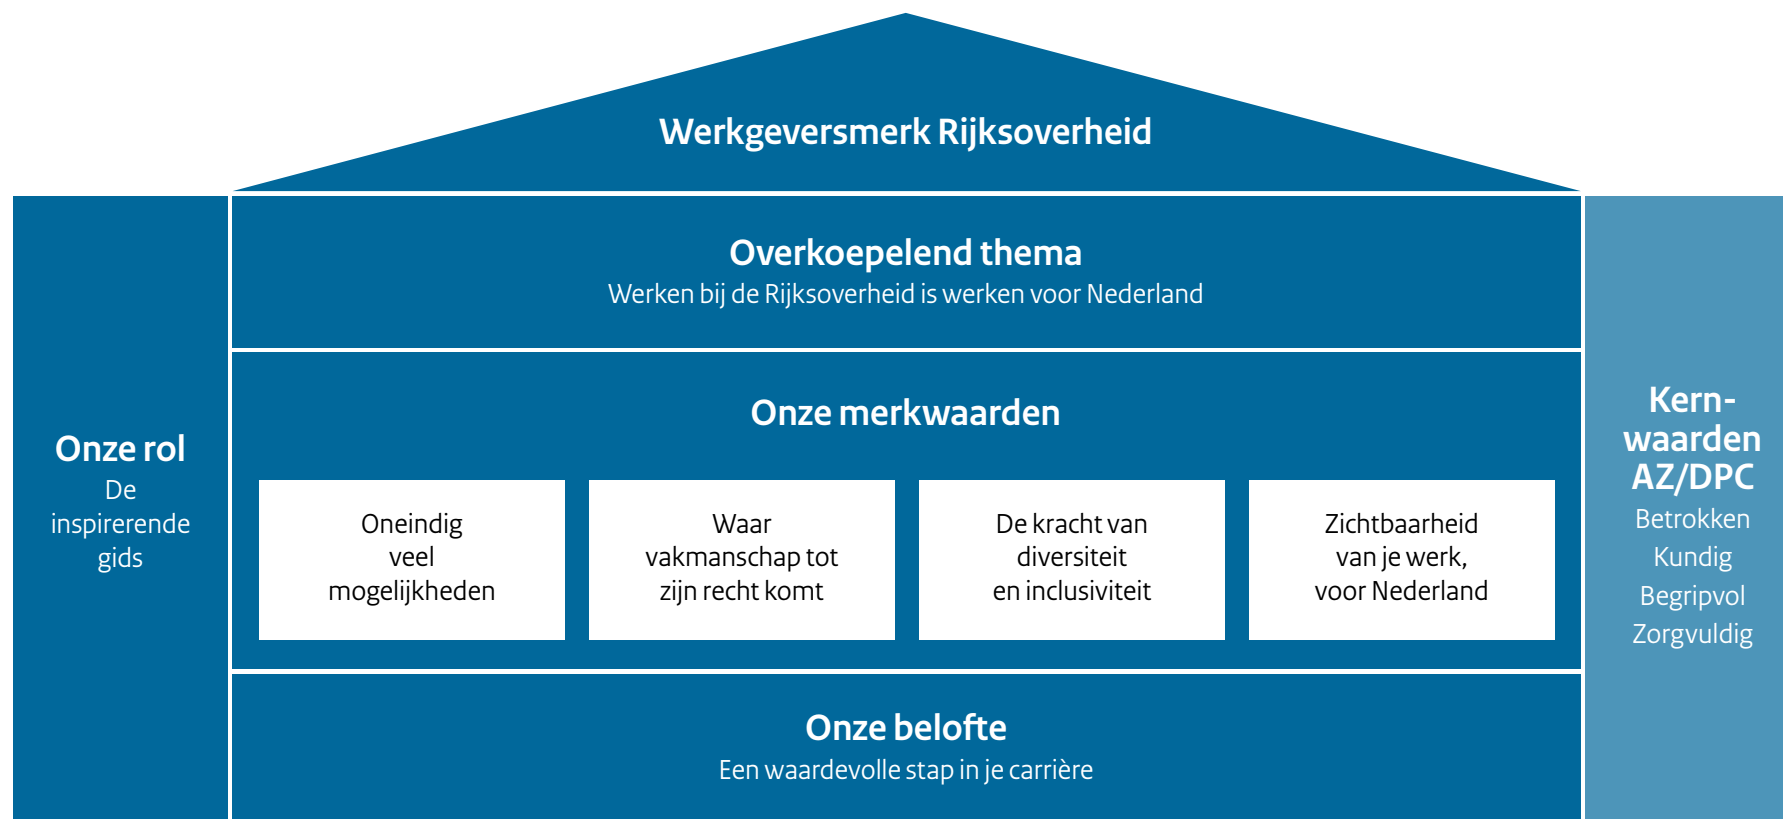 Werkgeversmerk Rijksoverheid
Overkoepelend thema
Werken bij de Rijksoverheid is werken voor Nederland
Onze rol
De
inspirerende
gids
Onze merkwaarden
Oneindig
veel
mogelijkheden
Waar
vakmanschap tot
zijn recht komt
De kracht van
diversiteit
en inclusiviteit
Zichtbaarheid
van je werk,
voor Nederland
Onze belofte
Een waardevolle stap in je carrière
Kern-
waarden
AZ/DPC
Betrokken
Kundig
Begripvol
Zorgvuldig